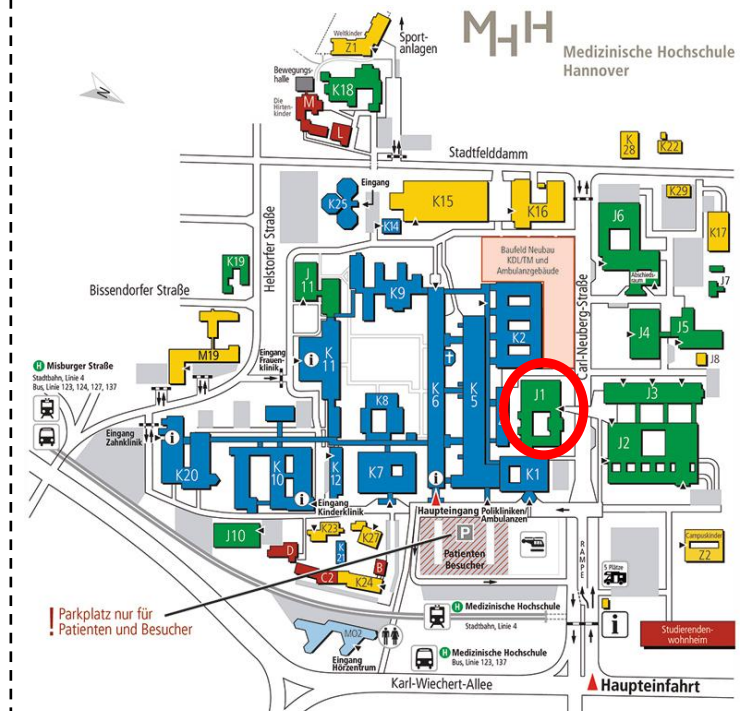 MHH
Medizinische Hochschule
Hannover
Weltkinder
Z1
Sport-
anlagen
Bewegungs-
halle
K18
M
Die
Hirten-
kinder
L
N
Stadtfelddamm
K
28
K22
Eingang
K25
K14
K15
K16
K29
K17
J6
Helstorfer Straße
K19
J
11
K9
Baufeld Neubau
KDL/TM und
Ambulanzgebäude
Abschieds-
raum
J7
Bissendorfer Straße
Carl-Neuberg-Straße
J4
J5
J8
M19
Eingang
Frauen-
klinik
i
K
11
K
6
K
5
K2
H Misburger Straße
Stadtbahn, Linie 4
Bus, Linie 123, 124, 127, 137
K8
J1
J3
J2
Eingang
Zahnklinik
i
K20
K
10
i
K
12
K7
i
K1
Eingang
Kinderklinik
Haupteingang
Polikliniken/
Ambulanzen
J10
K23
K
21
K27
D
C2
K24
B
P
Patienten
Besucher
RAMPE
5 Plätze
Campuskinder
Z2
! Parkplatz nur für
Patienten und Besucher
H Medizinische Hochschule
Stadtbahn, Linie 4
i
Studierenden-
wohnheim
MO2
Eingang
Hörzentrum
H Medizinische Hochschule
Bus, Linie 123, 137
Karl-Wiechert-Allee
Haupteinfahrt